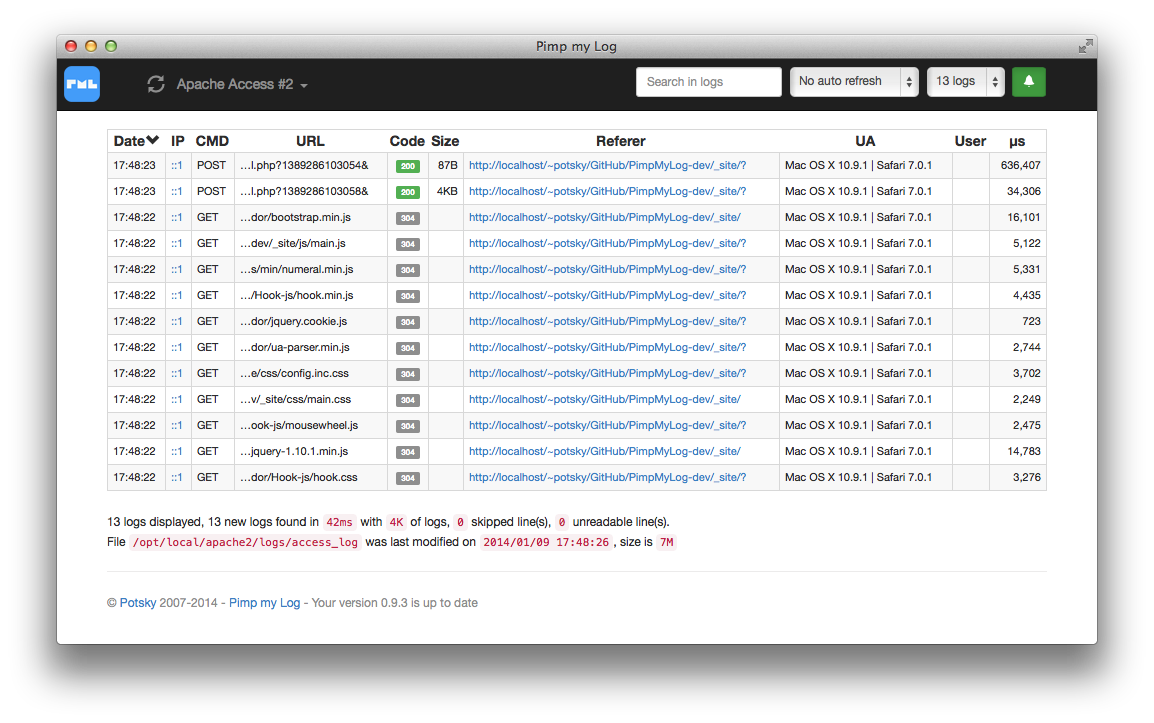 Pimp my Log
PML Apache Access #2 Search in logs No auto refresh 13 logs
Date IP CMD URL Code Size Referer UA User µs
17:48:23 ::1 POST …l.php?1389286103054& 200 87B http://localhost/~potsky/GitHub/PimpMyLog-dev/_site/? Mac OS X 10.9.1 | Safari 7.0.1 636,407
17:48:23 ::1 POST …l.php?1389286103058& 200 4KB http://localhost/~potsky/GitHub/PimpMyLog-dev/_site/? Mac OS X 10.9.1 | Safari 7.0.1 34,306
17:48:22 ::1 GET …dor/bootstrap.min.js 304 http://localhost/~potsky/GitHub/PimpMyLog-dev/_site/ Mac OS X 10.9.1 | Safari 7.0.1 16,101
17:48:22 ::1 GET …dev/_site/js/main.js 304 http://localhost/~potsky/GitHub/PimpMyLog-dev/_site/? Mac OS X 10.9.1 | Safari 7.0.1 5,122
17:48:22 ::1 GET …s/min/numeral.min.js 304 http://localhost/~potsky/GitHub/PimpMyLog-dev/_site/? Mac OS X 10.9.1 | Safari 7.0.1 5,331
17:48:22 ::1 GET …/Hook-js/hook.min.js 304 http://localhost/~potsky/GitHub/PimpMyLog-dev/_site/? Mac OS X 10.9.1 | Safari 7.0.1 4,435
17:48:22 ::1 GET …dor/jquery.cookie.js 304 http://localhost/~potsky/GitHub/PimpMyLog-dev/_site/? Mac OS X 10.9.1 | Safari 7.0.1 723
17:48:22 ::1 GET …dor/ua-parser.min.js 304 http://localhost/~potsky/GitHub/PimpMyLog-dev/_site/? Mac OS X 10.9.1 | Safari 7.0.1 2,744
17:48:22 ::1 GET …e/css/config.inc.css 304 http://localhost/~potsky/GitHub/PimpMyLog-dev/_site/? Mac OS X 10.9.1 | Safari 7.0.1 3,702
17:48:22 ::1 GET …v/_site/css/main.css 304 http://localhost/~potsky/GitHub/PimpMyLog-dev/_site/ Mac OS X 10.9.1 | Safari 7.0.1 2,249
17:48:22 ::1 GET …ook-js/mousewheel.js 304 http://localhost/~potsky/GitHub/PimpMyLog-dev/_site/? Mac OS X 10.9.1 | Safari 7.0.1 2,475
17:48:22 ::1 GET …jquery-1.10.1.min.js 304 http://localhost/~potsky/GitHub/PimpMyLog-dev/_site/ Mac OS X 10.9.1 | Safari 7.0.1 14,783
17:48:22 ::1 GET …dor/Hook-js/hook.css 304 http://localhost/~potsky/GitHub/PimpMyLog-dev/_site/? Mac OS X 10.9.1 | Safari 7.0.1 3,276
13 logs displayed, 13 new logs found in 42ms with 4K of logs, 0 skipped line(s), 0 unreadable line(s).
File /opt/local/apache2/logs/access_log was last modified on 2014/01/09 17:48:26 , size is 7M
© Potsky 2007-2014 - Pimp my Log - Your version 0.9.3 is up to date